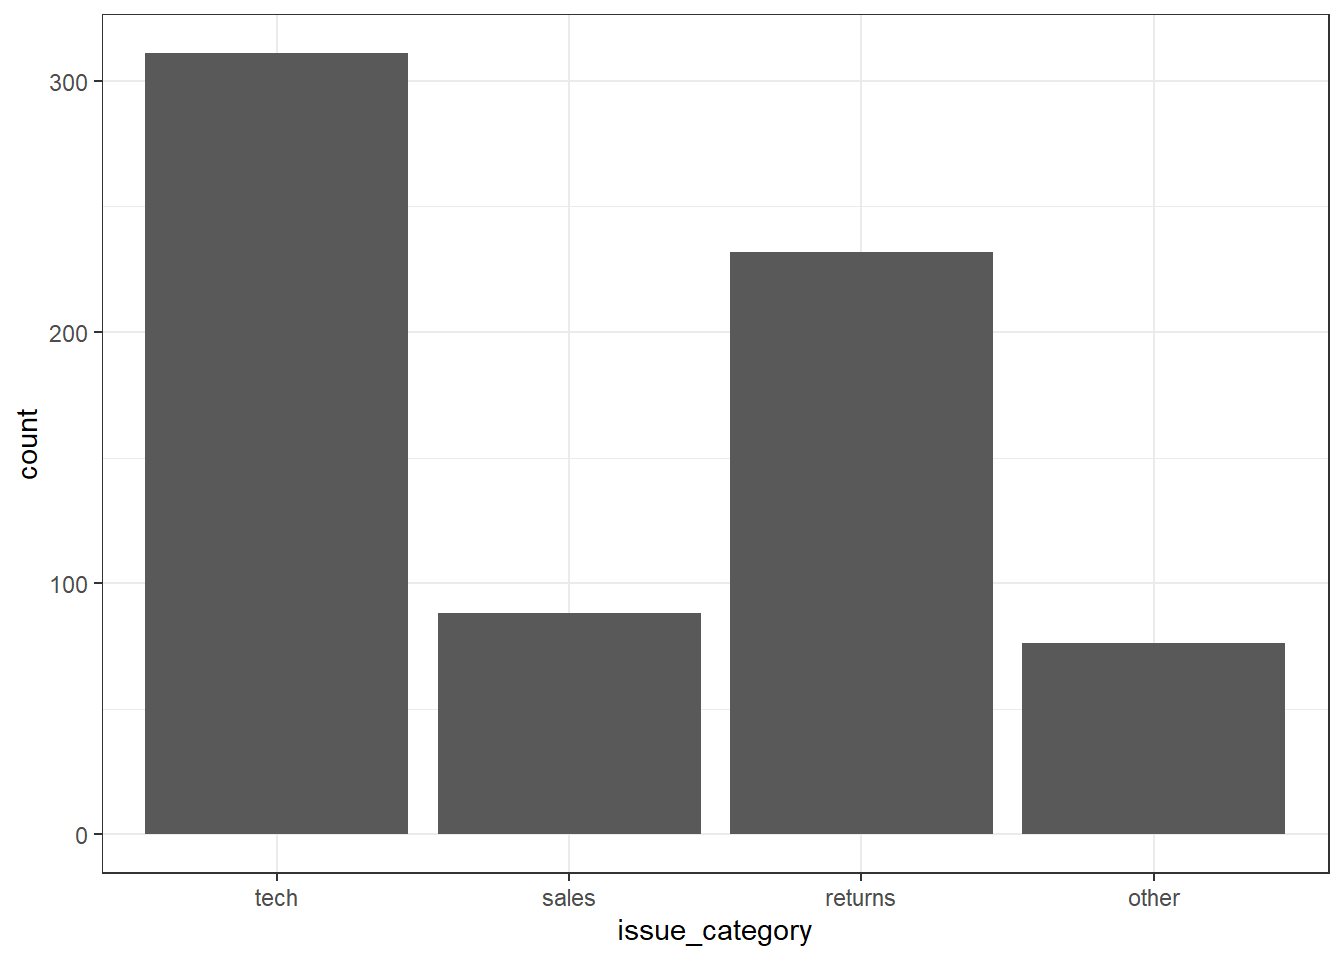 count
300
200
100
0
tech sales returns other
issue_category